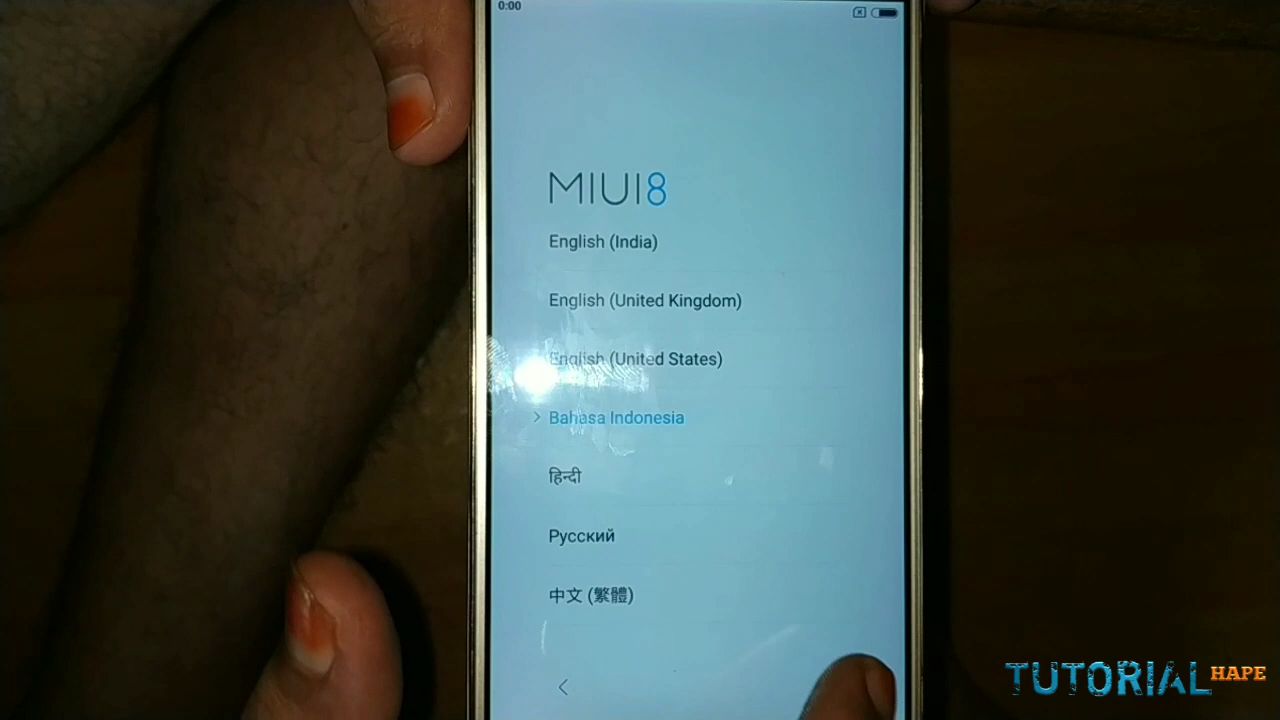 0:00
MIUI8
English (India)
English (United Kingdom)
English (United States)
Bahasa Indonesia
हिन्दी
Русский
中文 (繁體)
TUTORIAL HAPE